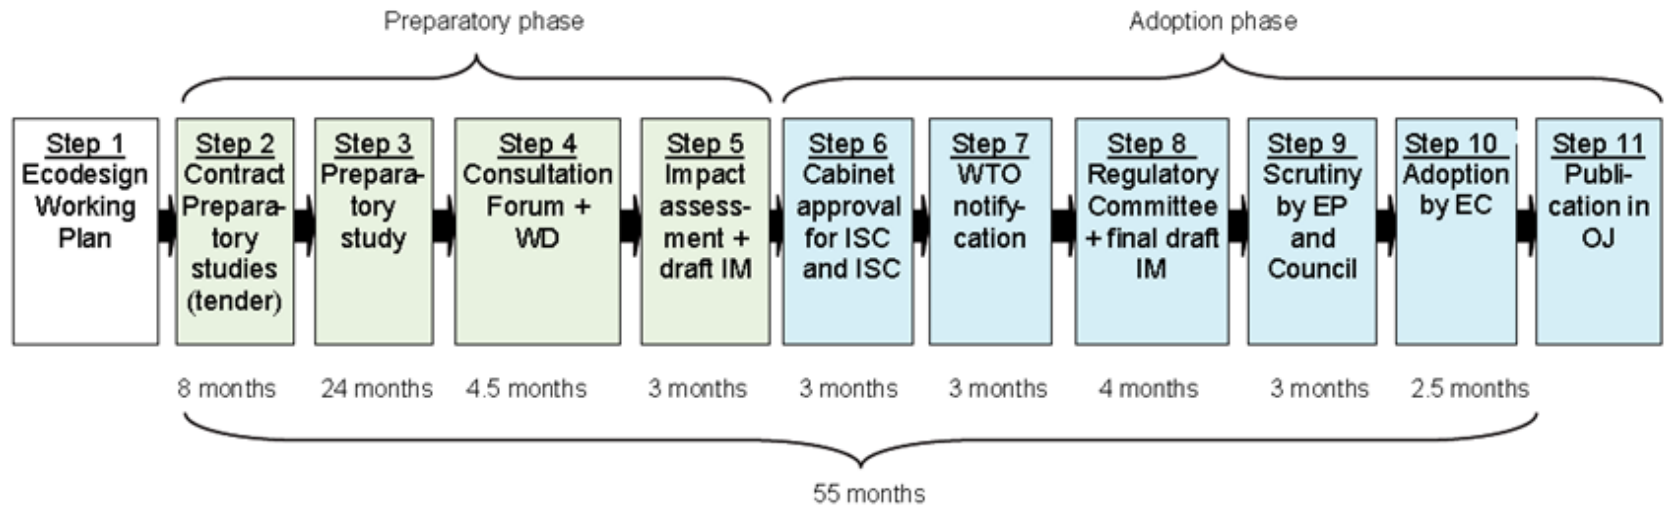 Preparatory phase
Adoption phase
Step 1
Ecodesign
Working
Plan
Step 2
Contract
Prepara-
tory
studies
(tender)
Step 3
Prepara-
tory
study
Step 4
Consultation
Forum +
WD
Step 5
Impact
assess-
ment +
draft IM
Step 6
Cabinet
approval
for ISC
and ISC
Step 7
WTO
notify-
cation
Step 8
Regulatory
Committee
+ final draft
IM
Step 9
Scrutiny
by EP
and
Council
Step 10
Adoption
by EC
Step 11
Publi-
cation in
OJ
8 months
24 months
4.5 months
3 months
3 months
3 months
4 months
3 months
2.5 months
55 months